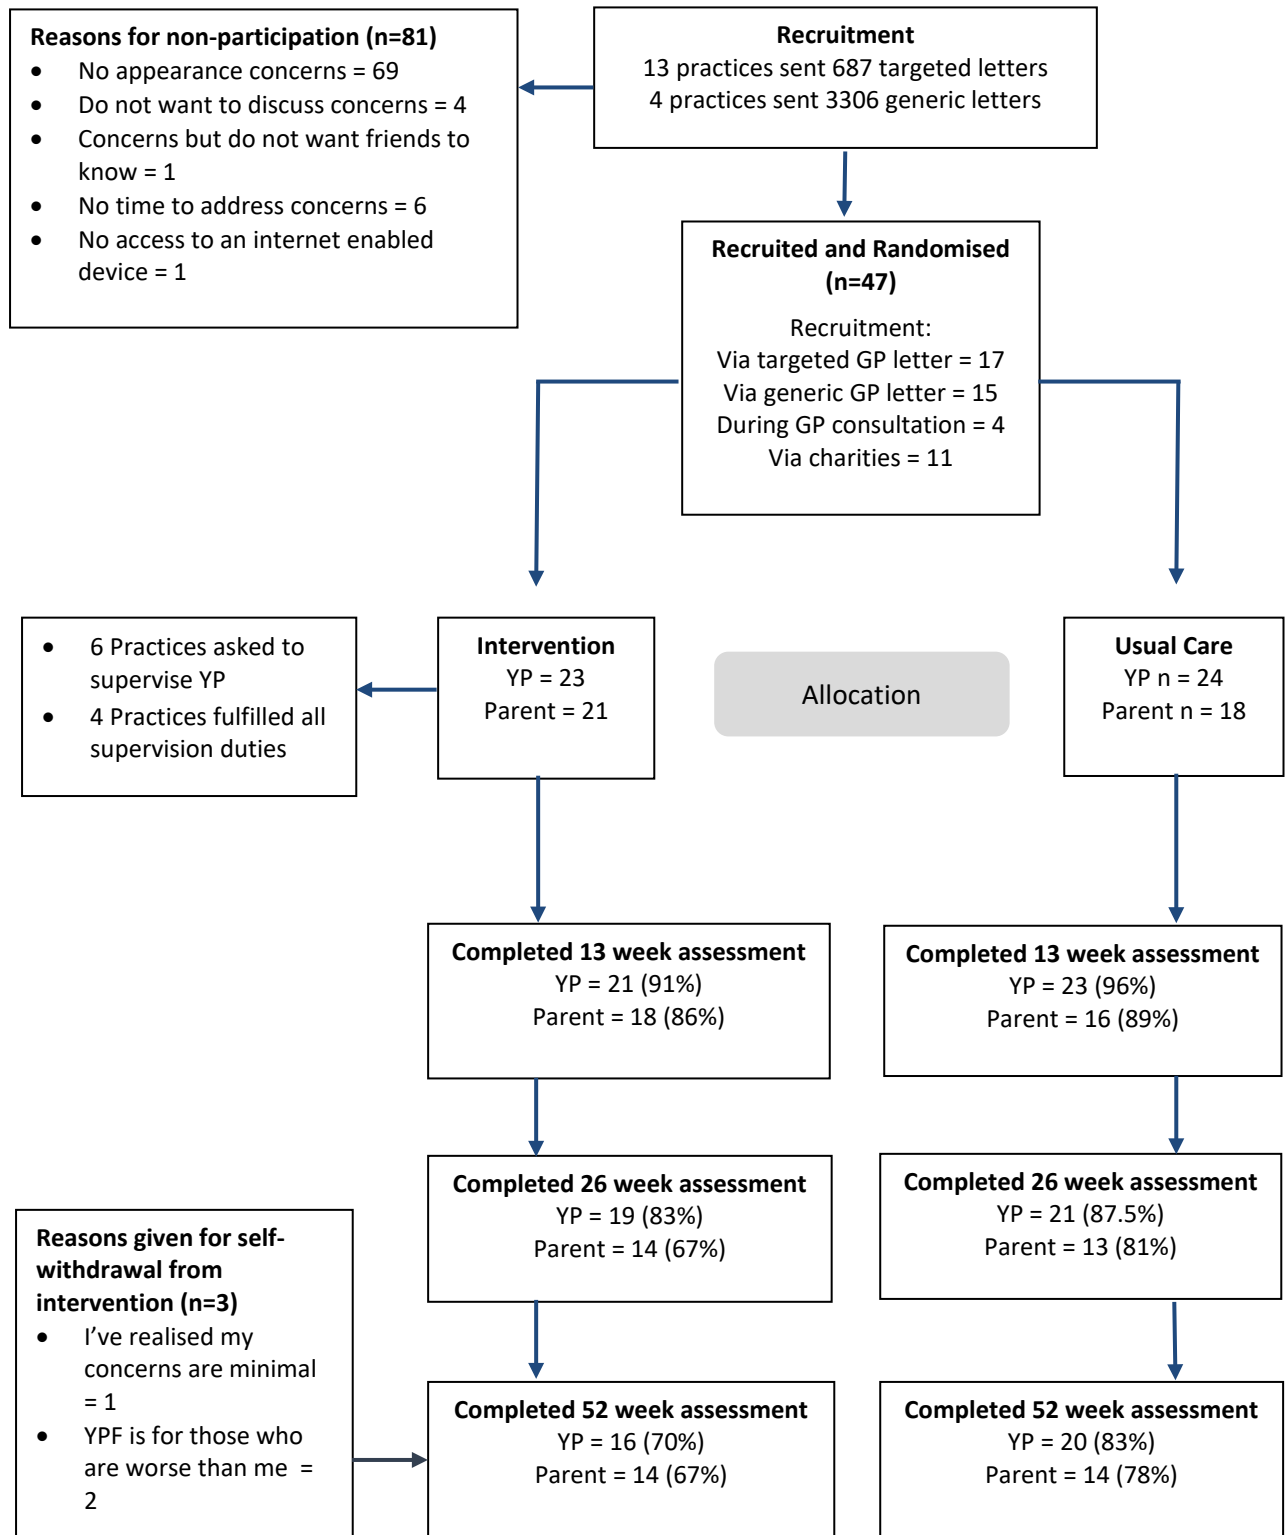 Reasons for non-participation (n=81)
• No appearance concerns = 69
• Do not want to discuss concerns = 4
• Concerns but do not want friends to
know = 1
• No time to address concerns = 6
• No access to an internet enabled
device = 1
Recruitment
13 practices sent 687 targeted letters
4 practices sent 3306 generic letters
Recruited and Randomised
(n=47)
Recruitment:
Via targeted GP letter = 17
Via generic GP letter = 15
During GP consultation = 4
Via charities = 11
• 6 Practices asked to
supervise YP
• 4 Practices fulfilled all
supervision duties
Intervention
YP = 23
Parent = 21
Allocation
Usual Care
YP n = 24
Parent n = 18
Completed 13 week assessment
YP = 21 (91%)
Parent = 18 (86%)
Completed 13 week assessment
YP = 23 (96%)
Parent = 16 (89%)
Completed 26 week assessment
YP = 19 (83%)
Parent = 14 (67%)
Completed 26 week assessment
YP = 21 (87.5%)
Parent = 13 (81%)
Reasons given for self-
withdrawal from
intervention (n=3)
• I’ve realised my
concerns are minimal
= 1
• YPF is for those who
are worse than me =
2
Completed 52 week assessment
YP = 16 (70%)
Parent = 14 (67%)
Completed 52 week assessment
YP = 20 (83%)
Parent = 14 (78%)